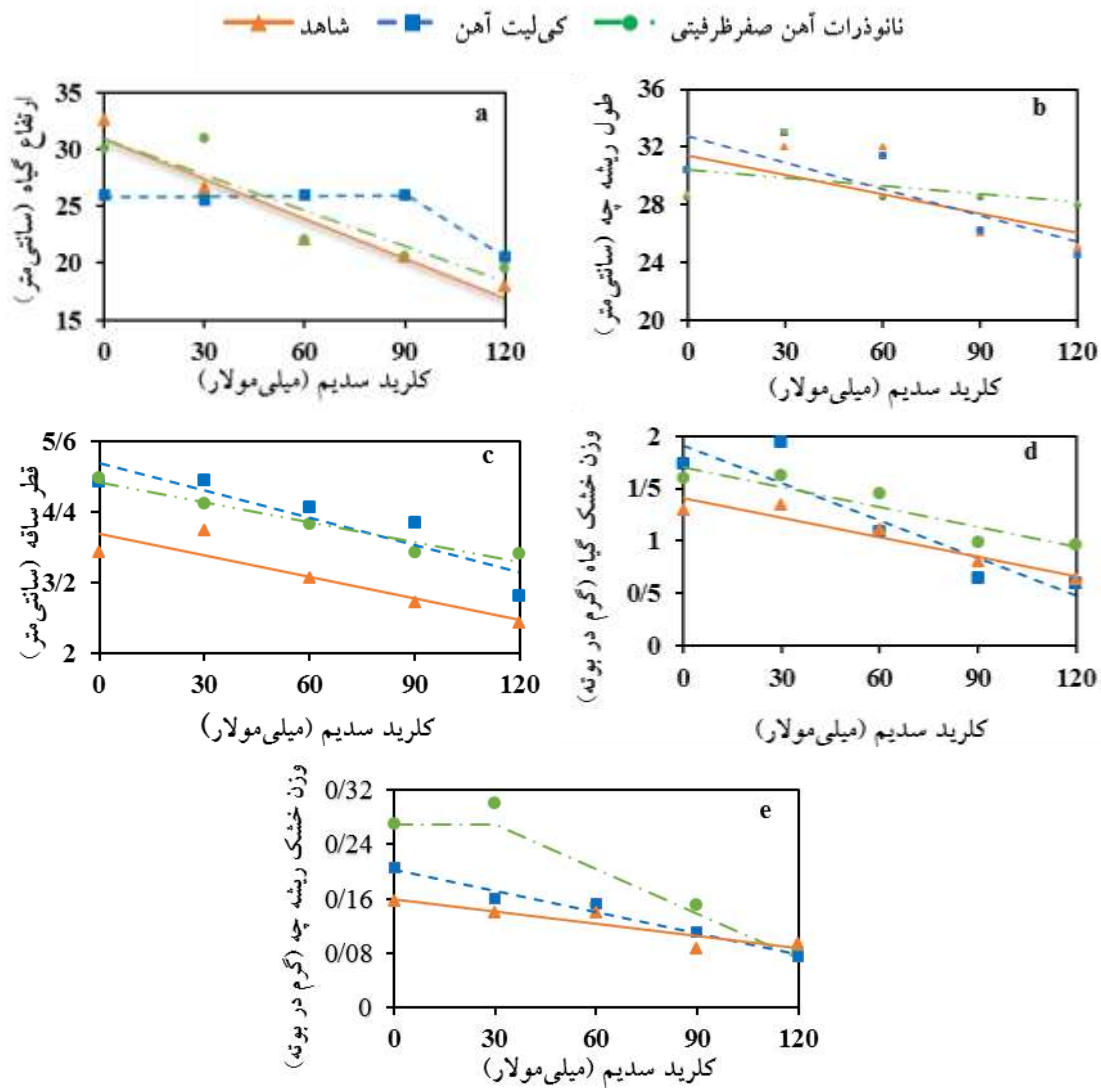 شاهد کی‌لیت آهن نانوذرات آهن صفرظرفیتی
a
ارتفاع گیاه (سانتی‌متر)
35
30
25
20
15
0 30 60 90 120
کلرید سدیم (میلی‌مولار)
b
طول ریشه چه (سانتی‌متر)
36
32
28
24
20
0 30 60 90 120
کلرید سدیم (میلی‌مولار)
c
قطر ساقه (سانتی‌متر)
5/6
4/4
3/2
2
0 30 60 90 120
کلرید سدیم (میلی‌مولار)
d
وزن خشک گیاه (گرم در بوته)
2
1/5
1
0/5
0
0 30 60 90 120
کلرید سدیم (میلی‌مولار)
e
وزن خشک ریشه چه (گرم در بوته)
0/32
0/24
0/16
0/08
0
0 30 60 90 120
کلرید سدیم (میلی‌مولار)